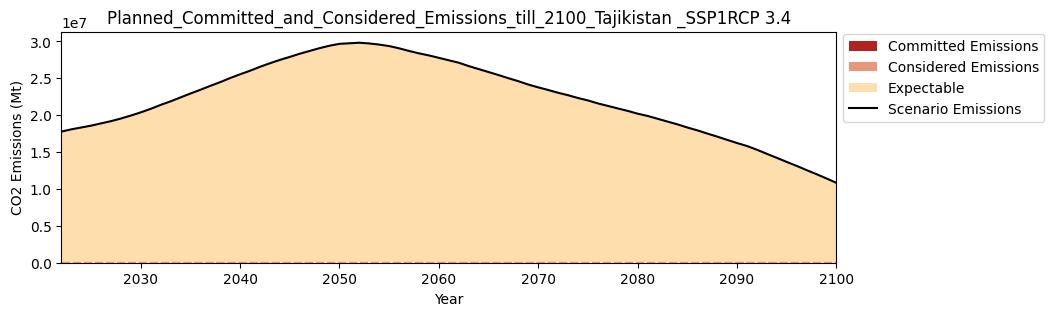 Planned_Committed_and_Considered_Emissions_till_2100_Tajikistan _SSP1RCP 3.4
1e7
3.0
2.5
2.0
1.5
1.0
0.5
0.0
CO2 Emissions (Mt)
2030 2040 2050 2060 2070 2080 2090 2100
Year
Committed Emissions
Considered Emissions
Expectable
Scenario Emissions